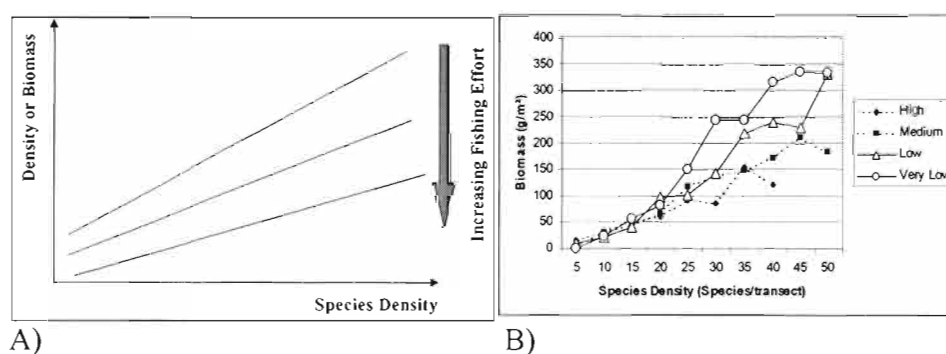 Density or Biomass
Species Density
Increasing Fishing Effort
A)
400
350
300
250
200
150
100
50
0
Biomass (g/m²)
5 10 15 20 25 30 35 40 45 50
Species Density (Species/transect)
High
Medium
Low
Very Low
B)